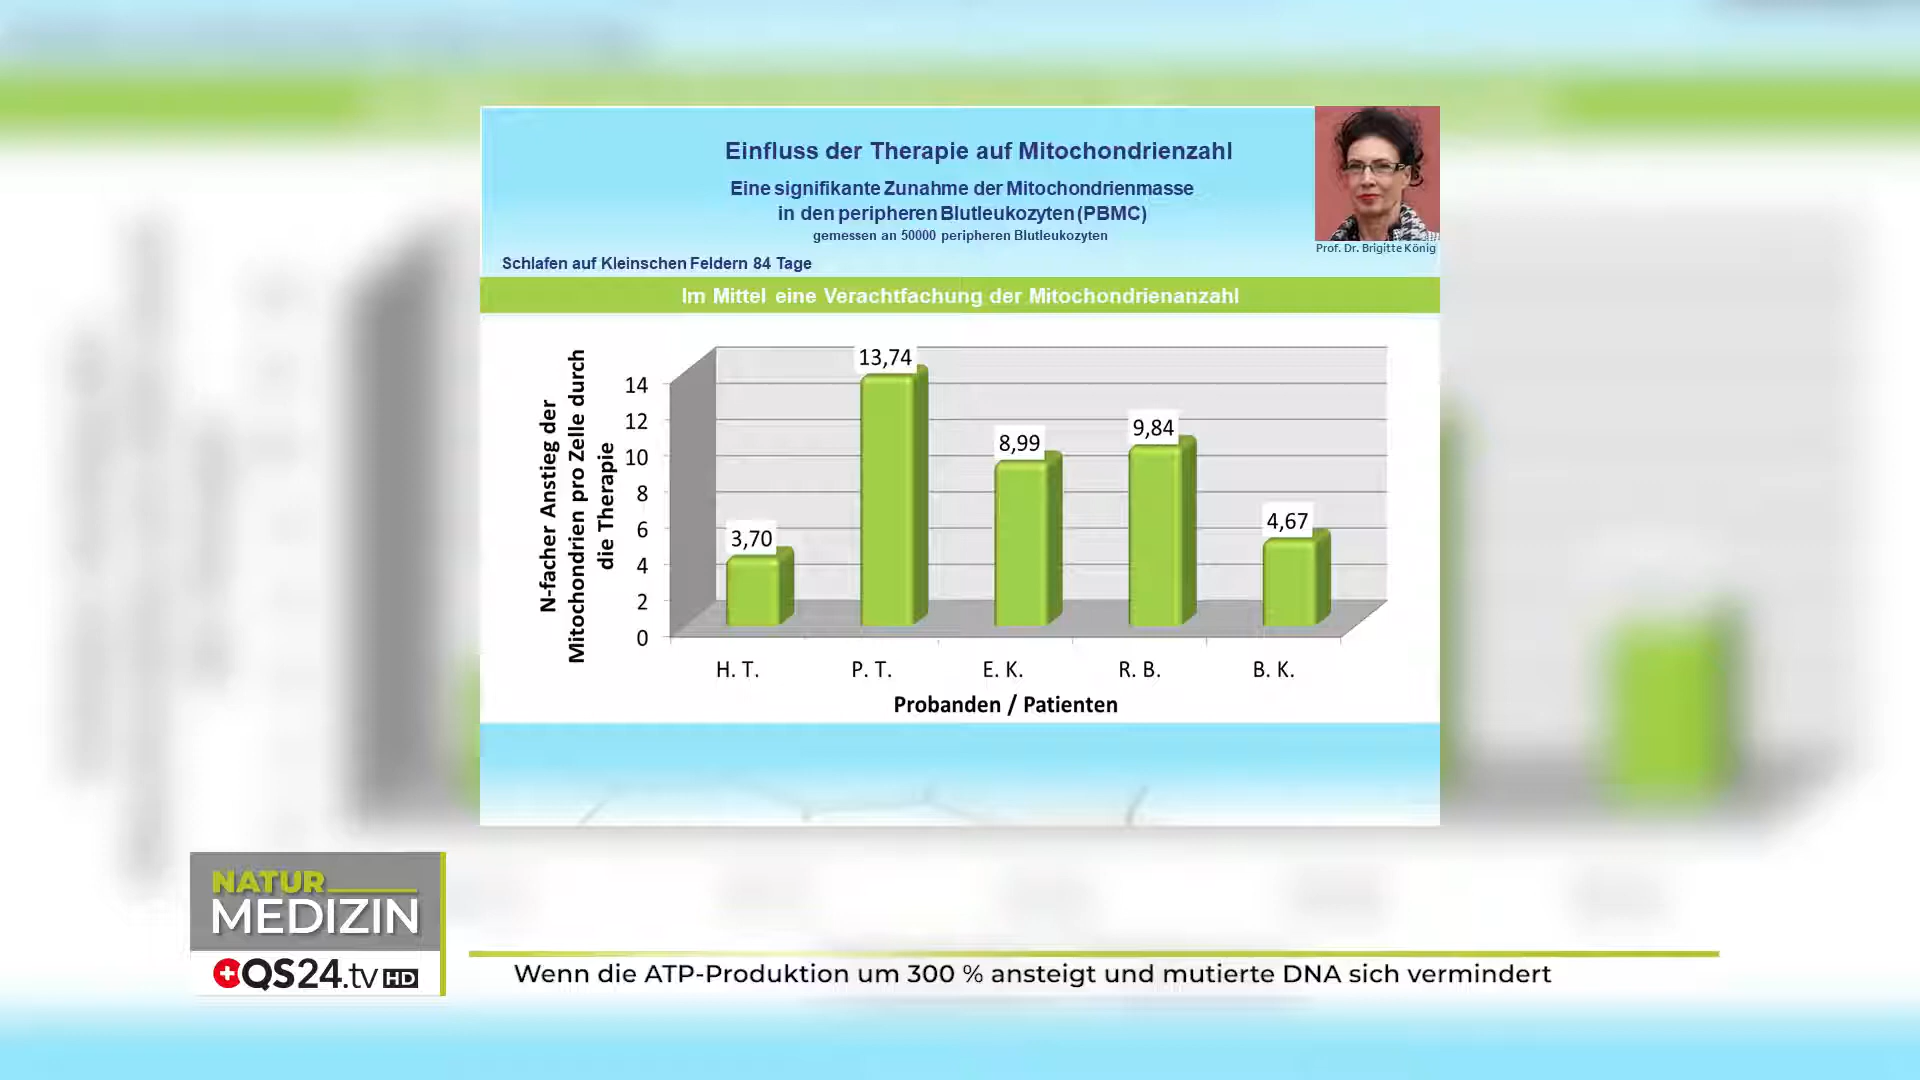 Einfluss der Therapie auf Mitochondrienzahl
Eine signifikante Zunahme der Mitochondrienmasse
in den peripheren Blutleukozyten (PBMC)
gemessen an 50000 peripheren Blutleukozyten
Prof. Dr. Brigitte König
Schlafen auf Kleinschen Feldern 84 Tage
Im Mittel eine Verachtfachung der Mitochondrienanzahl
N-facher Anstieg der
Mitochondrien pro Zelle durch
die Therapie
14
12
10
8
6
4
2
0
3,70
13,74
8,99
9,84
4,67
H. T.
P. T.
E. K.
R. B.
B. K.
Probanden / Patienten
NATUR
MEDIZIN
QS24.tv HD
Wenn die ATP-Produktion um 300 % ansteigt und mutierte DNA sich vermindert